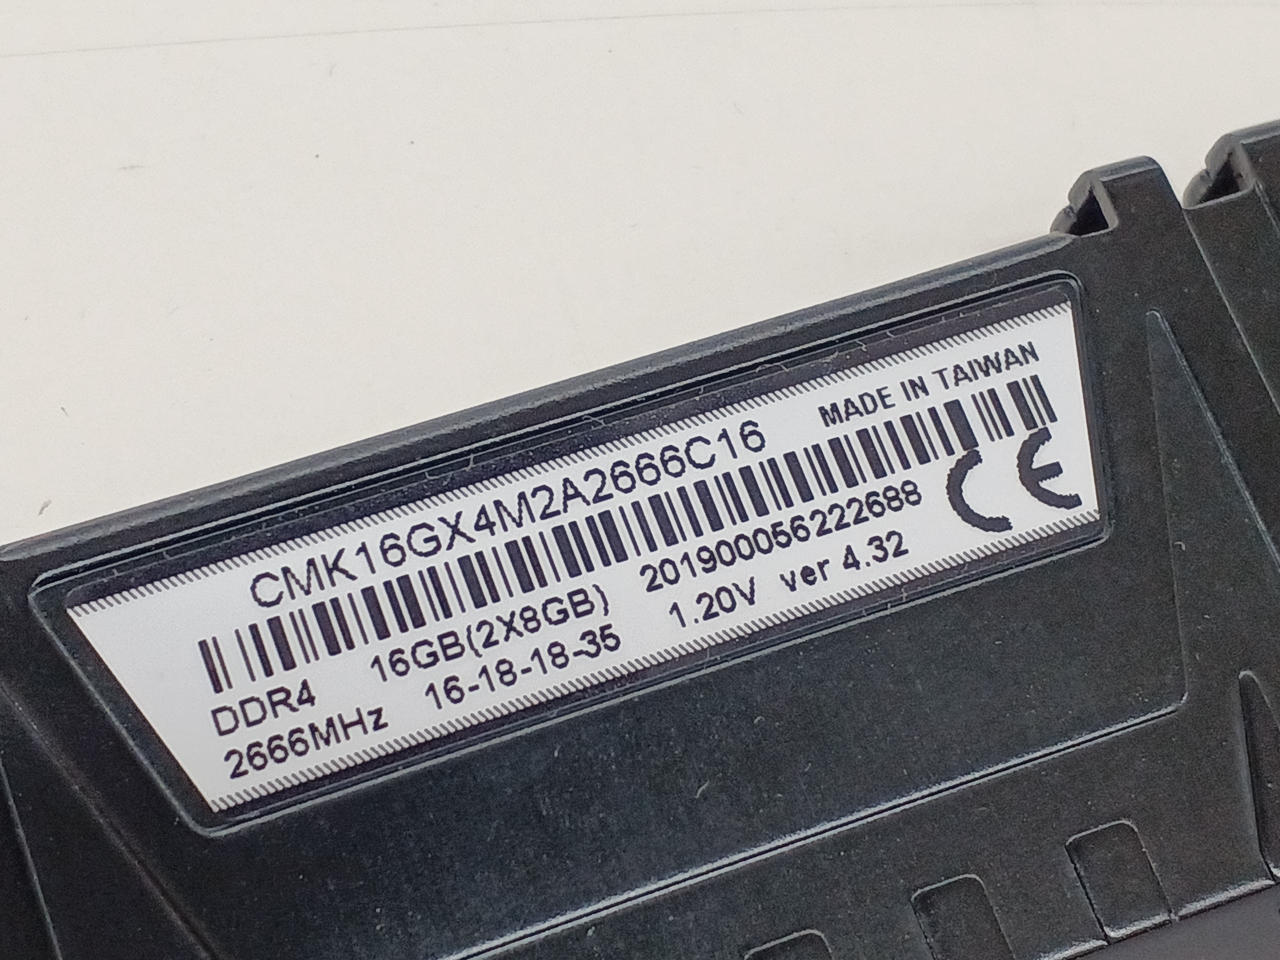 CMK16GX4M2A2666C16 MADE IN TAIWAN
DDR4 16GB(2X8GB) 201900056222688
2666MHz 16-18-18-35 1.20V ver 4.32
CE